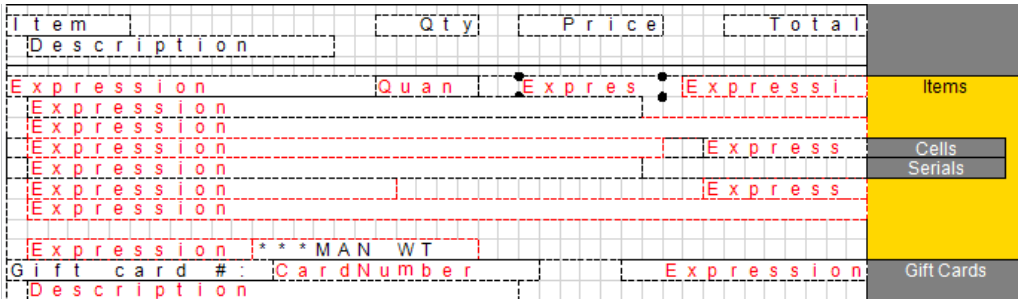 Item Qty Price Total
Description
Expression Quan Expres Expressi Items
Expression
Expression
Expression Express Cells
Expression Serials
Expression Express
Expression
Expression ***MAN WT
Gift card #: CardNumber Expression Gift Cards
Description